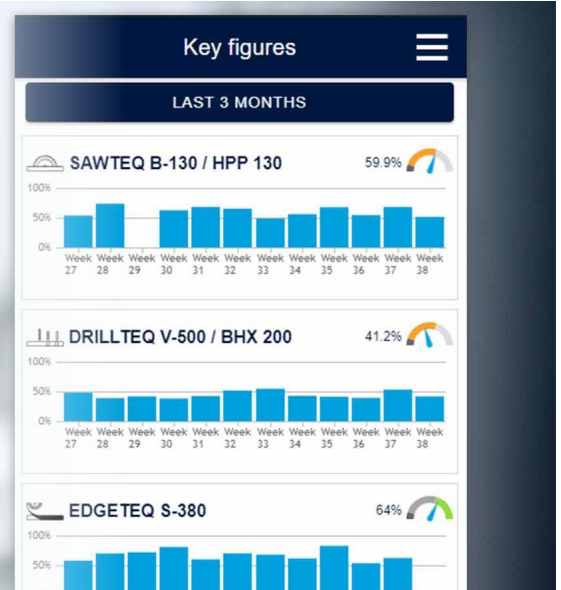 Key figures
LAST 3 MONTHS
SAWTEQ B-130 / HPP 130 59.9%
100%
50%
0%
Week Week Week Week Week Week Week Week Week Week Week Week
27 28 29 30 31 32 33 34 35 36 37 38
DRILLTEQ V-500 / BHX 200 41.2%
100%
50%
0%
Week Week Week Week Week Week Week Week Week Week Week Week
27 28 29 30 31 32 33 34 35 36 37 38
EDGETEQ S-380 64%
100%
50%